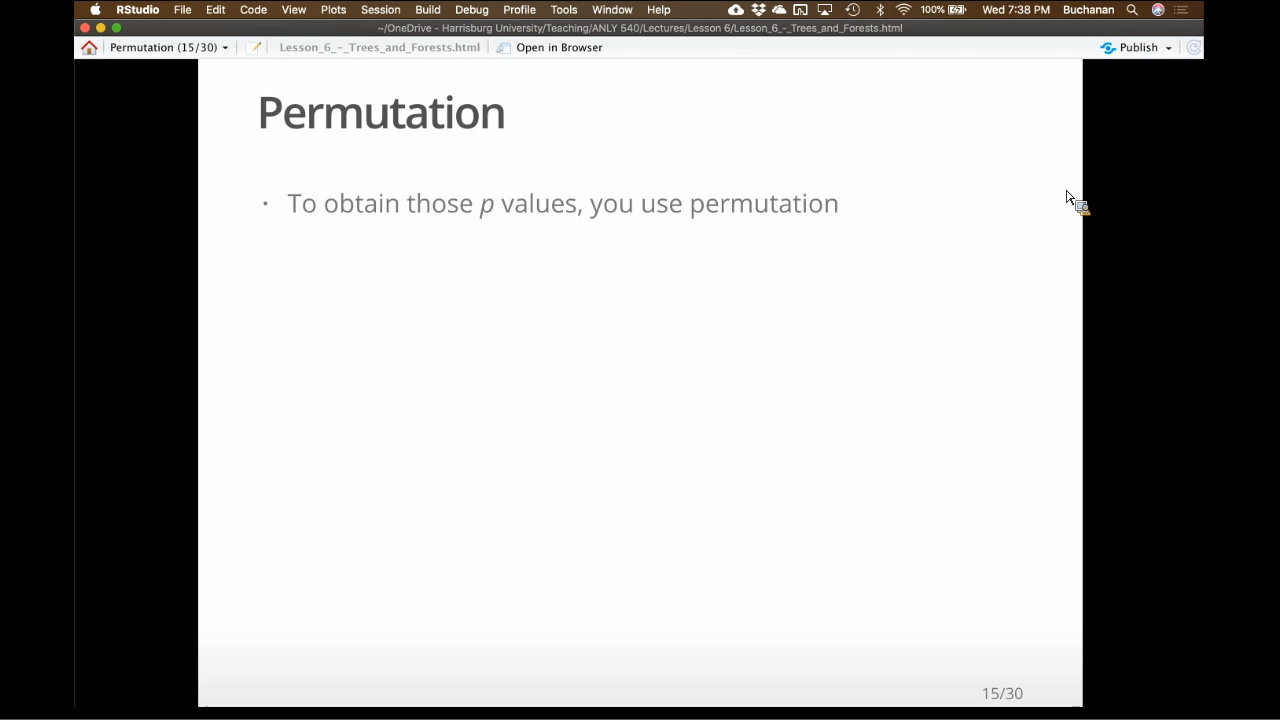 RStudio File Edit Code View Plots Session Build Debug Profile Tools Window Help 100% Wed 7:38 PM Buchanan
~/OneDrive - Harrisburg University/Teaching/ANLY 540/Lectures/Lesson 6/Lesson_6_-_Trees_and_Forests.html
Permutation (15/30) Lesson_6_-_Trees_and_Forests.html Open in Browser Publish
Permutation
• To obtain those p values, you use permutation
15/30